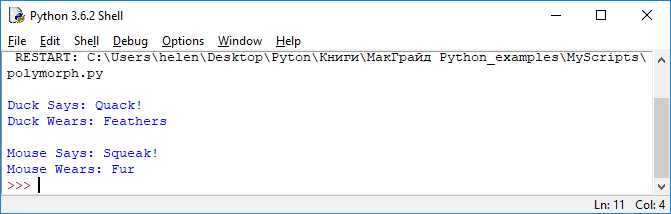 Python 3.6.2 Shell
File Edit Shell Debug Options Window Help
RESTART: C:\Users\helen\Desktop\Pyton\Книги\МакГрайд Python_examples\MyScripts\
polymorph.py
Duck Says: Quack!
Duck Wears: Feathers
Mouse Says: Squeak!
Mouse Wears: Fur
>>>
Ln: 11 Col: 4